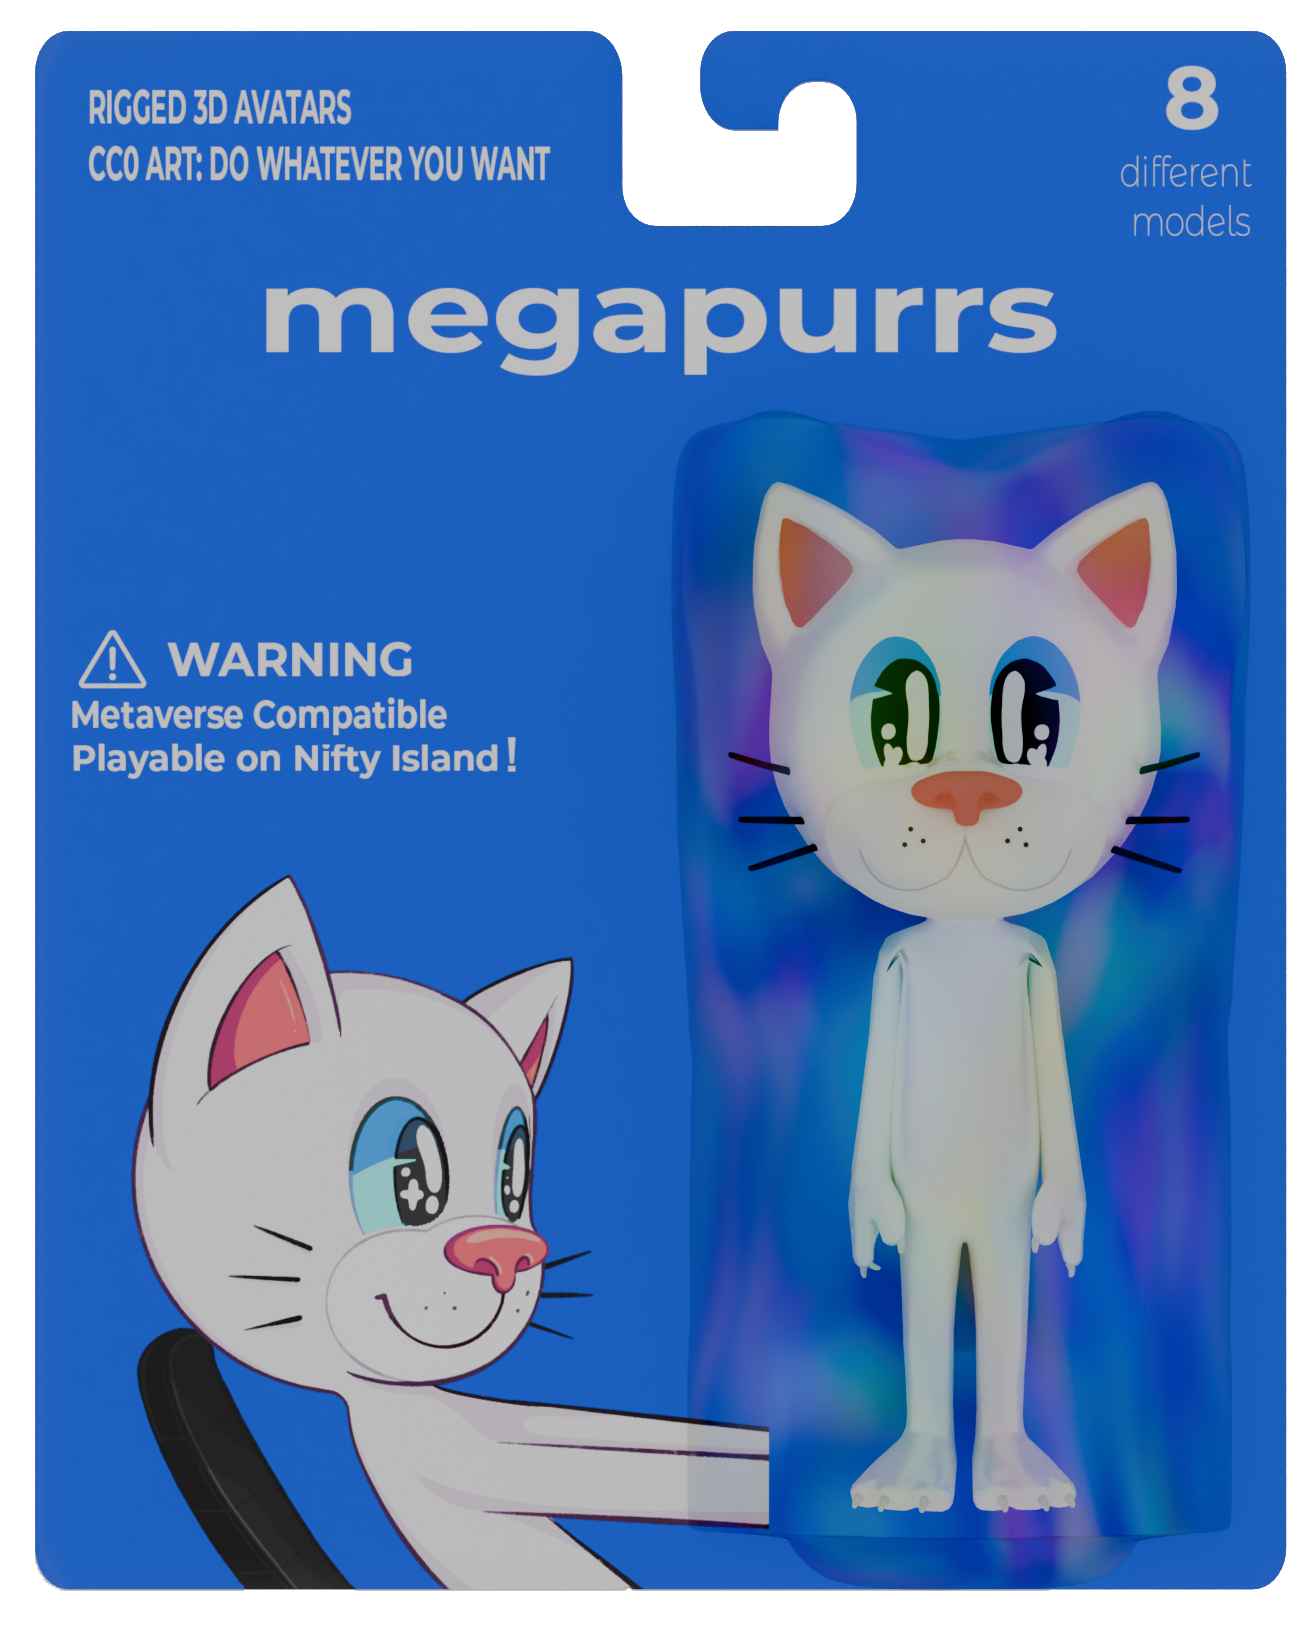 RIGGED 3D AVATARS
CC0 ART: DO WHATEVER YOU WANT
8
different
models
megapurrs
WARNING
Metaverse Compatible
Playable on Nifty Island!